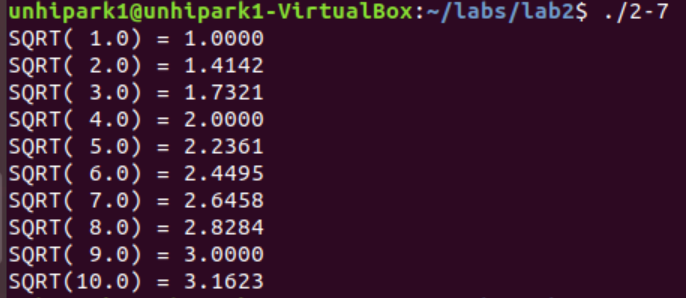 unhipark1@unhipark1-VirtualBox:~/labs/lab2$ ./2-7
SQRT( 1.0) = 1.0000
SQRT( 2.0) = 1.4142
SQRT( 3.0) = 1.7321
SQRT( 4.0) = 2.0000
SQRT( 5.0) = 2.2361
SQRT( 6.0) = 2.4495
SQRT( 7.0) = 2.6458
SQRT( 8.0) = 2.8284
SQRT( 9.0) = 3.0000
SQRT(10.0) = 3.1623